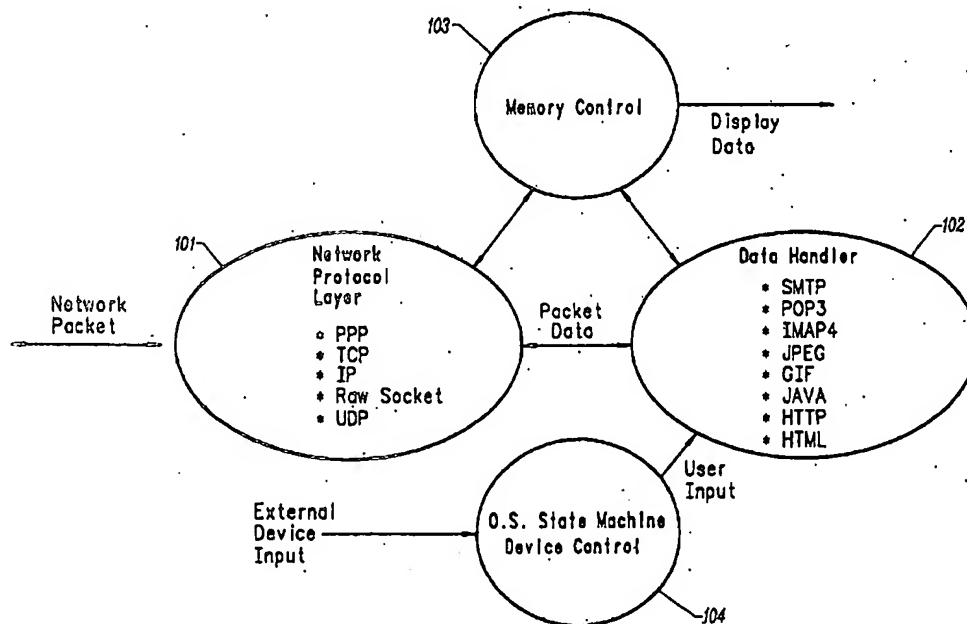 103
Memory Control
Display
Data
101
Network
Protocol
Layer
* PPP
* TCP
* IP
* Raw Socket
* UDP
Network
Packet
Packet
Data
102
Data Handler
* SMTP
* POP3
* IMAP4
* JPEG
* GIF
* JAVA
* HTTP
* HTML
User
Input
External
Device
Input
O.S. State Machine
Device Control
104